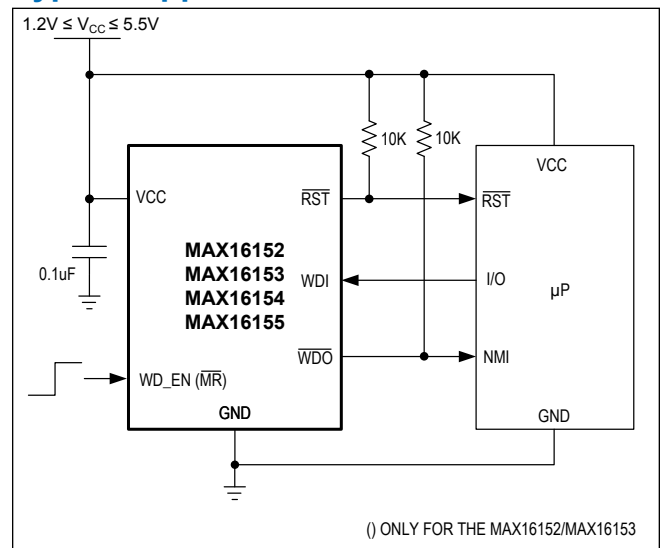 1.2V ≤ VCC ≤ 5.5V
10K
10K
VCC
VCC
RST
RST
0.1uF
MAX16152
MAX16153
MAX16154
MAX16155
WDI
I/O
µP
WDO
NMI
WD_EN (MR)
GND
GND
() ONLY FOR THE MAX16152/MAX16153